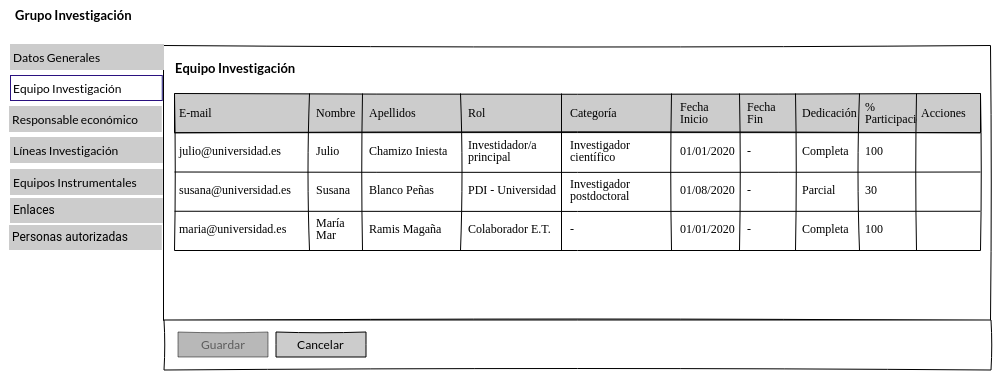 Grupo Investigación
Datos Generales
Equipo Investigación
Responsable económico
Líneas Investigación
Equipos Instrumentales
Enlaces
Personas autorizadas
Equipo Investigación
E-mail Nombre Apellidos Rol Categoría Fecha Inicio Fecha Fin Dedicación % Participaci Acciones
julio@universidad.es Julio Chamizo Iniesta Investidador/a principal Investigador científico 01/01/2020 - Completa 100
susana@universidad.es Susana Blanco Peñas PDI - Universidad Investigador postdoctoral 01/08/2020 - Parcial 30
maria@universidad.es María Mar Ramis Magaña Colaborador E.T. - 01/01/2020 - Completa 100
Guardar Cancelar